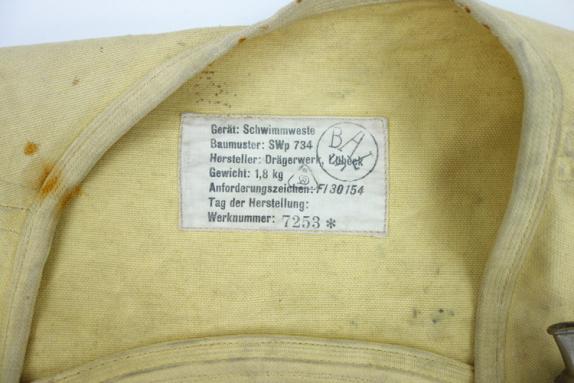 Gerät: Schwimmweste
Baumuster: SWp 734
Hersteller: Drägerwerk, Lübeck
Gewicht: 1,8 kg
Anforderungszeichen: Fl 30154
Tag der Herstellung:
Werknummer: 7253 *